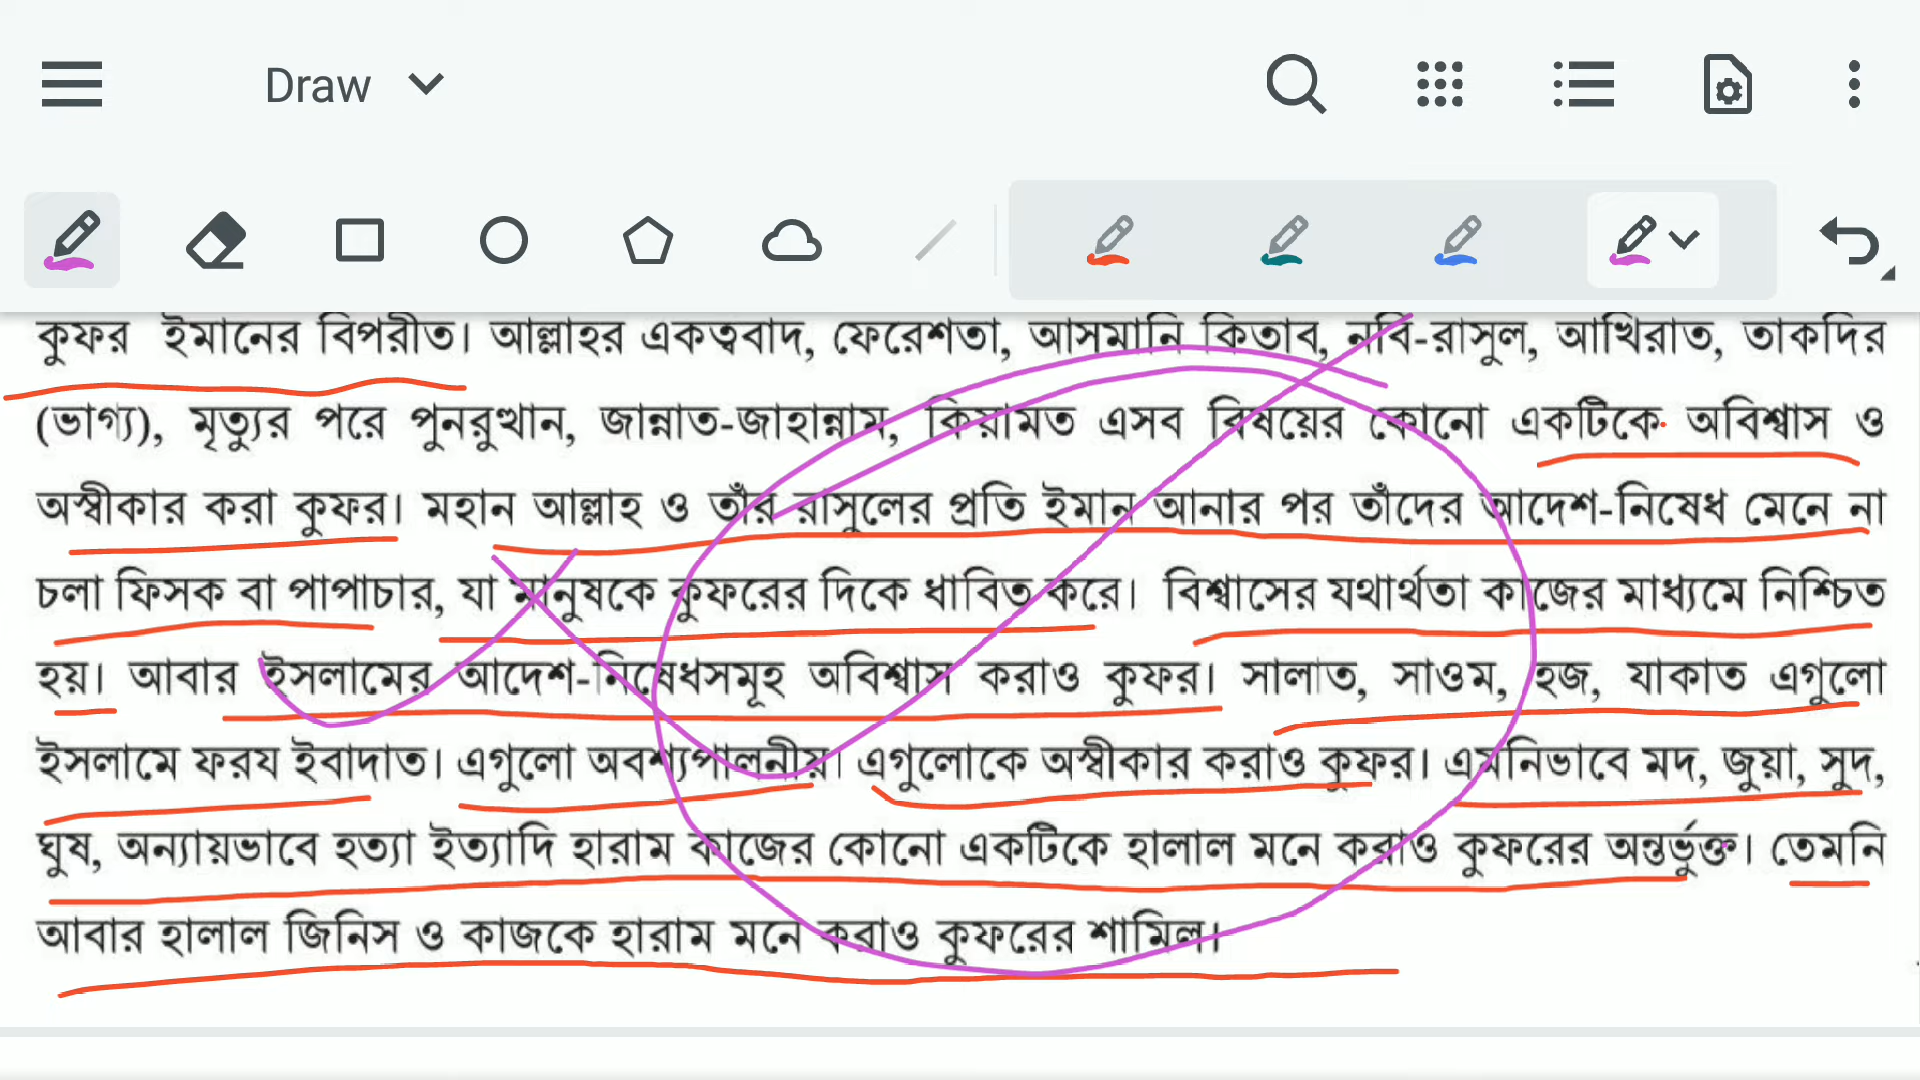 Draw
কুফর ইমানের বিপরীত। আল্লাহর একত্ববাদ, ফেরেশতা, আসমানি কিতাব, নবি-রাসুল, আখিরাত, তাকদির
(ভাগ্য), মৃত্যুর পরে পুনরুত্থান, জান্নাত-জাহান্নাম, কিয়ামত এসব বিষয়ের কোনো একটিকে অবিশ্বাস ও
অস্বীকার করা কুফর। মহান আল্লাহ ও তাঁর রাসুলের প্রতি ইমান আনার পর তাঁদের আদেশ-নিষেধ মেনে না
চলা ফিসক বা পাপাচার, যা মানুষকে কুফরের দিকে ধাবিত করে। বিশ্বাসের যথার্থতা কাজের মাধ্যমে নিশ্চিত
হয়। আবার ইসলামের আদেশ-নিষেধসমূহ অবিশ্বাস করাও কুফর। সালাত, সাওম, হজ, যাকাত এগুলো
ইসলামে ফরয ইবাদাত। এগুলো অবশ্যপালনীয়। এগুলোকে অস্বীকার করাও কুফর। এমনিভাবে মদ, জুয়া, সুদ,
ঘুষ, অন্যায়ভাবে হত্যা ইত্যাদি হারাম কাজের কোনো একটিকে হালাল মনে করাও কুফরের অন্তর্ভুক্ত। তেমনি
আবার হালাল জিনিস ও কাজকে হারাম মনে করাও কুফরের শামিল।